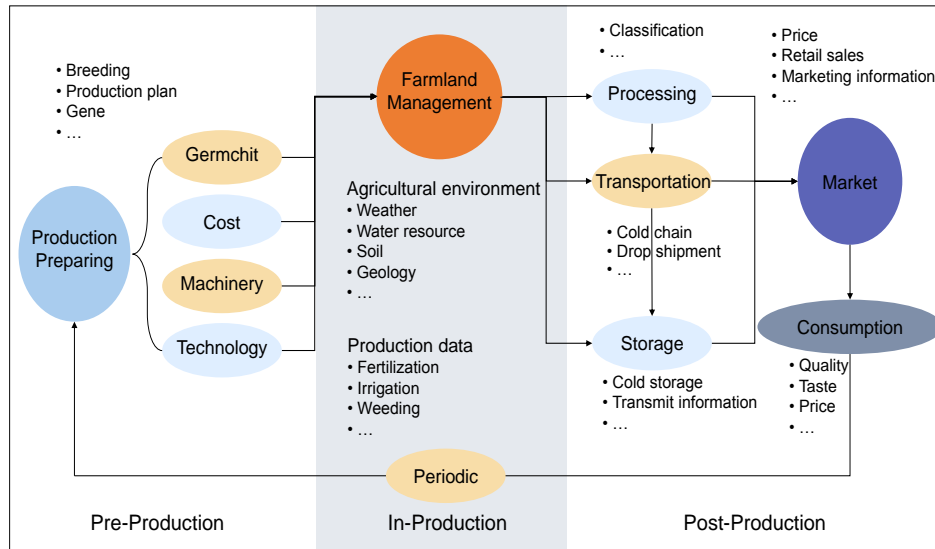 • Breeding
• Production plan
• Gene
• …
Production
Preparing
Germchit
Cost
Machinery
Technology
Pre-Production
Farmland
Management
Agricultural environment
• Weather
• Water resource
• Soil
• Geology
• …
Production data
• Fertilization
• Irrigation
• Weeding
• …
Periodic
In-Production
• Classification
• …
Processing
Transportation
• Cold chain
• Drop shipment
• …
Storage
• Cold storage
• Transmit information
• …
• Price
• Retail sales
• Marketing information
• …
Market
Consumption
• Quality
• Taste
• Price
• …
Post-Production